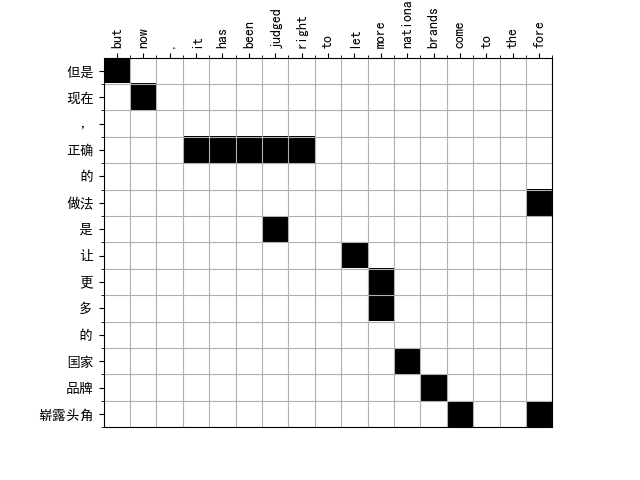 but now , it has been judged right to let more nationa brands come to the fore
但是
现在
，
正确
的
做法
是
让
更
多
的
国家
品牌
崭露头角